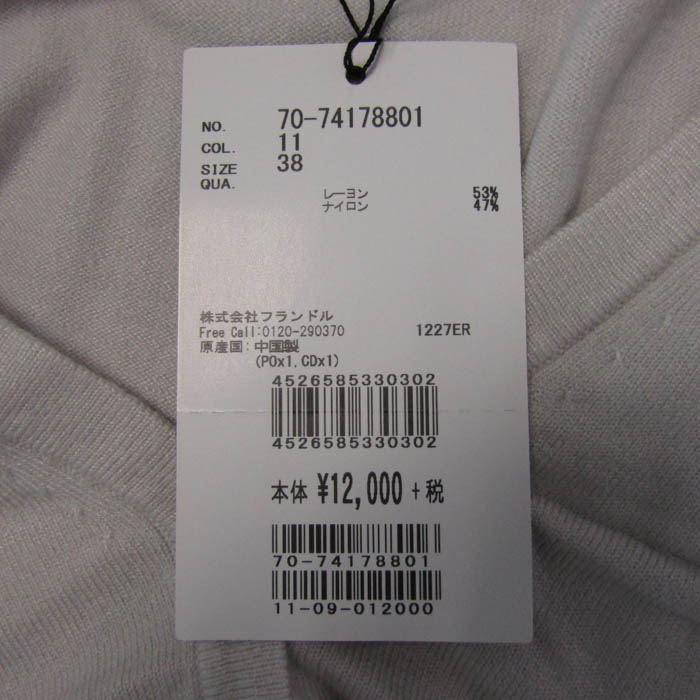 NO. 70-74178801
COL. 11
SIZE 38
QUA.
レーヨン 53%
ナイロン 47%
株式会社フランドル
Free Call:0120-290370 1227ER
原産国:中国製
(POx1,CDx1)
4526585330302
4526585330302
本体 ¥12,000 +税
70-74178801
11-09-012000